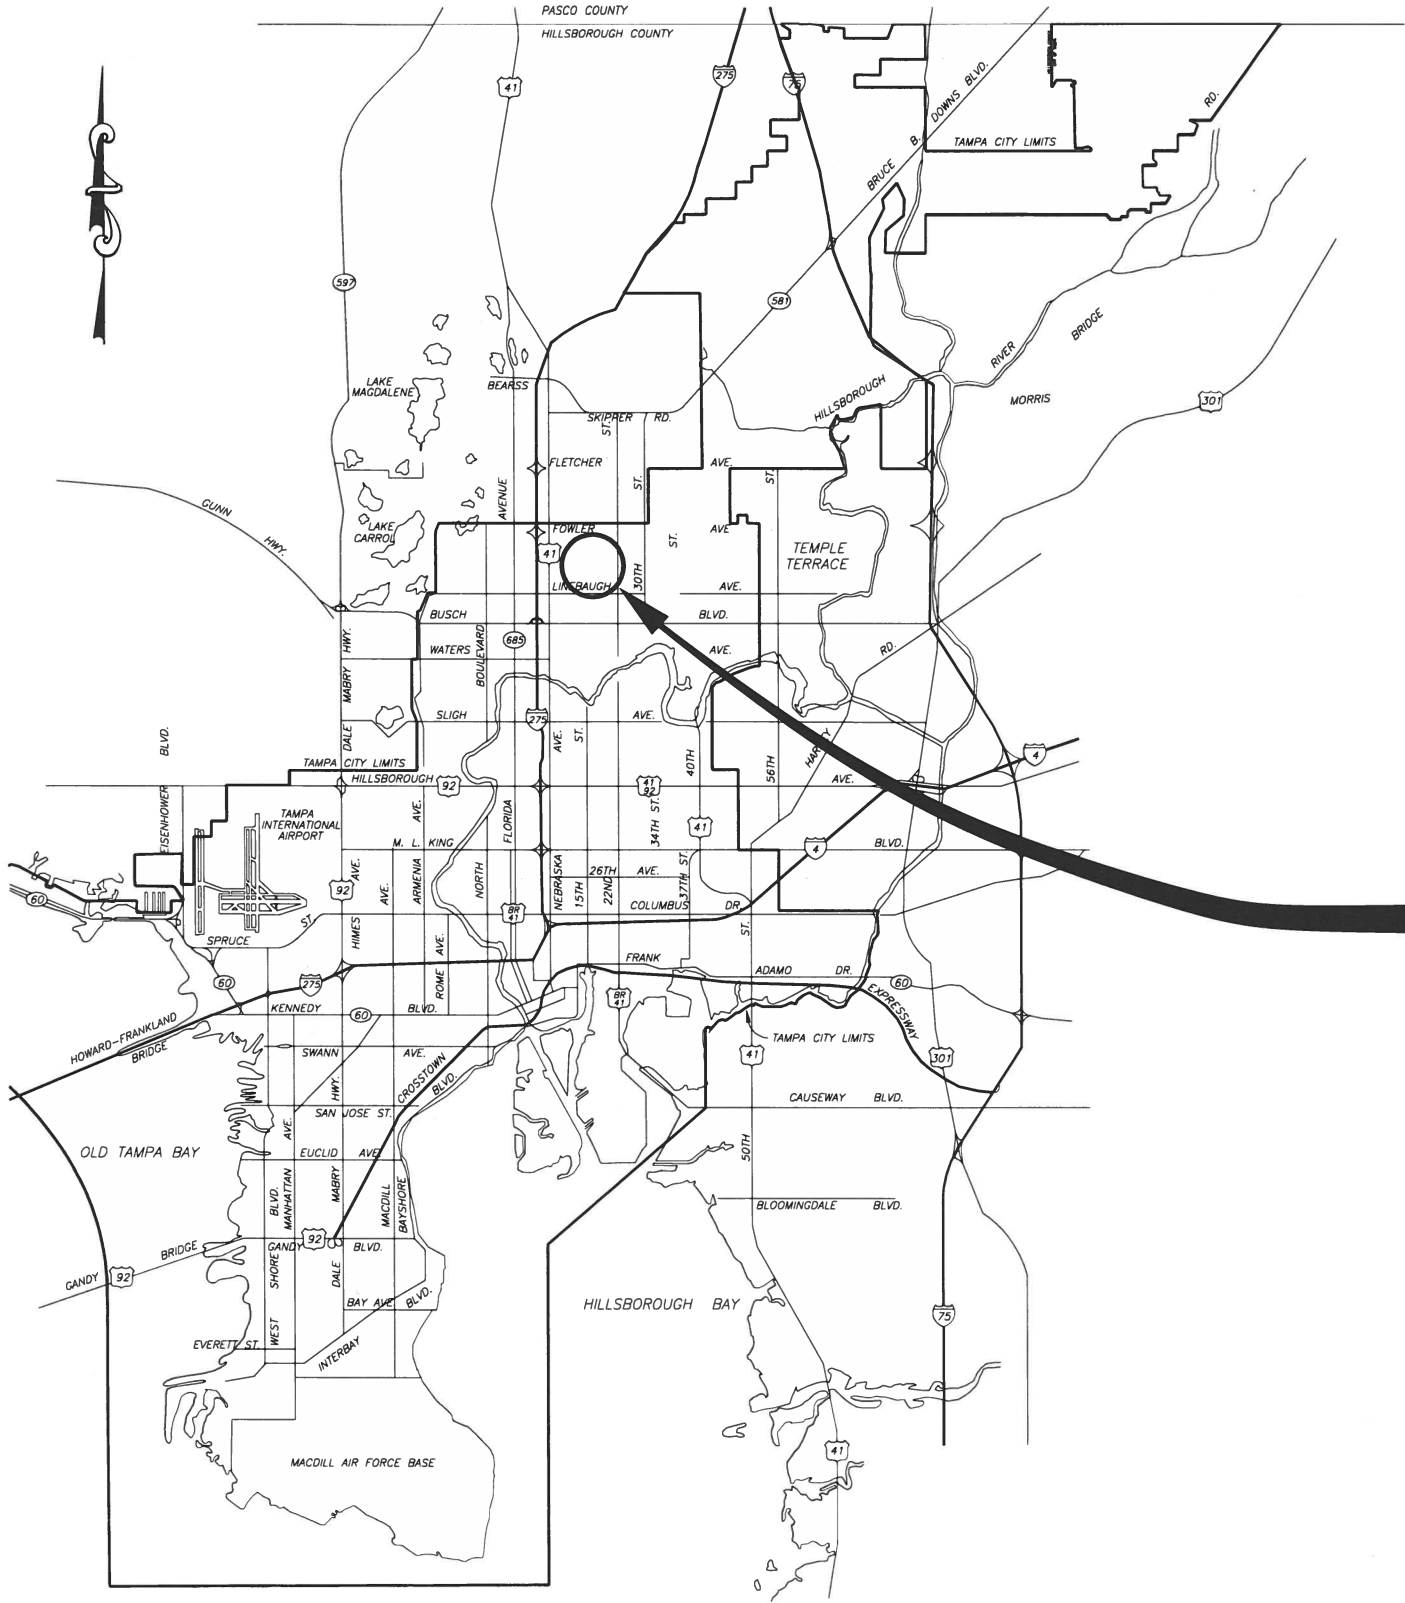 PASCO COUNTY
HILLSBOROUGH COUNTY
41
275
75
BRUCE B. DOWNS BLVD.
TAMPA CITY LIMITS
RD.
597
581
BRIDGE
RIVER
HILLSBOROUGH
MORRIS
301
LAKE
MAGDALENE
BEARSS
SKIPPER RD.
ST.
FLETCHER AVE.
ST.
ST.
AVENUE
GUNN
HWY.
LAKE
CARROL
FOWLER AVE
ST.
41
TEMPLE
TERRACE
30TH
LINEBAUGH AVE.
BUSCH BLVD.
685
WATERS AVE.
BOULEVARD
HWY.
MABRY
DALE
RD.
HARNEY
SLIGH AVE.
275
AVE.
ST.
EISENHOWER BLVD.
TAMPA CITY LIMITS
HILLSBOROUGH AVE.
92
41
92
40TH
56TH
4
TAMPA
INTERNATIONAL
AIRPORT
AVE.
FLORIDA
34TH ST.
41
M. L. KING BLVD.
4
AVE.
92
AVE.
ARMENIA
NORTH
NEBRASKA
15TH
22ND
26TH AVE.
37TH ST.
60
COLUMBUS DR.
BR
41
SPRUCE ST.
HIMES
AVE.
ROME
ST.
FRANK
ADAMO DR.
60
60
275
BR
41
KENNEDY BLVD.
60
EXPRESSWAY
HOWARD-FRANKLAND
BRIDGE
TAMPA CITY LIMITS
SWANN AVE.
41
301
CROSSTOWN
BLVD.
HWY.
SAN JOSE ST.
CAUSEWAY BLVD.
AVE.
OLD TAMPA BAY
EUCLID AVE
50TH
BLVD.
MANHATTAN
MABRY
MACDILL
BAYSHORE
BLOOMINGDALE BLVD.
GANDY BRIDGE
92
GANDY BLVD.
92
SHORE
DALE
WEST
BAY AVE
BLVD.
HILLSBOROUGH BAY
75
EVERETT ST.
INTERBAY
41
MACDILL AIR FORCE BASE